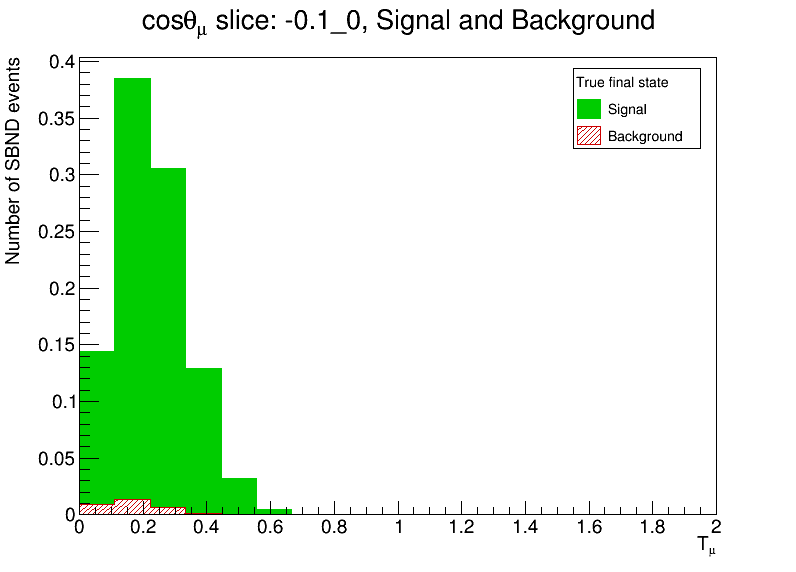 cosθμ slice: -0.1_0, Signal and Background
Number of SBND events
0.4
0.35
0.3
0.25
0.2
0.15
0.1
0.05
0
True final state
Signal
Background
0 0.2 0.4 0.6 0.8 1 1.2 1.4 1.6 1.8 2
Tμ